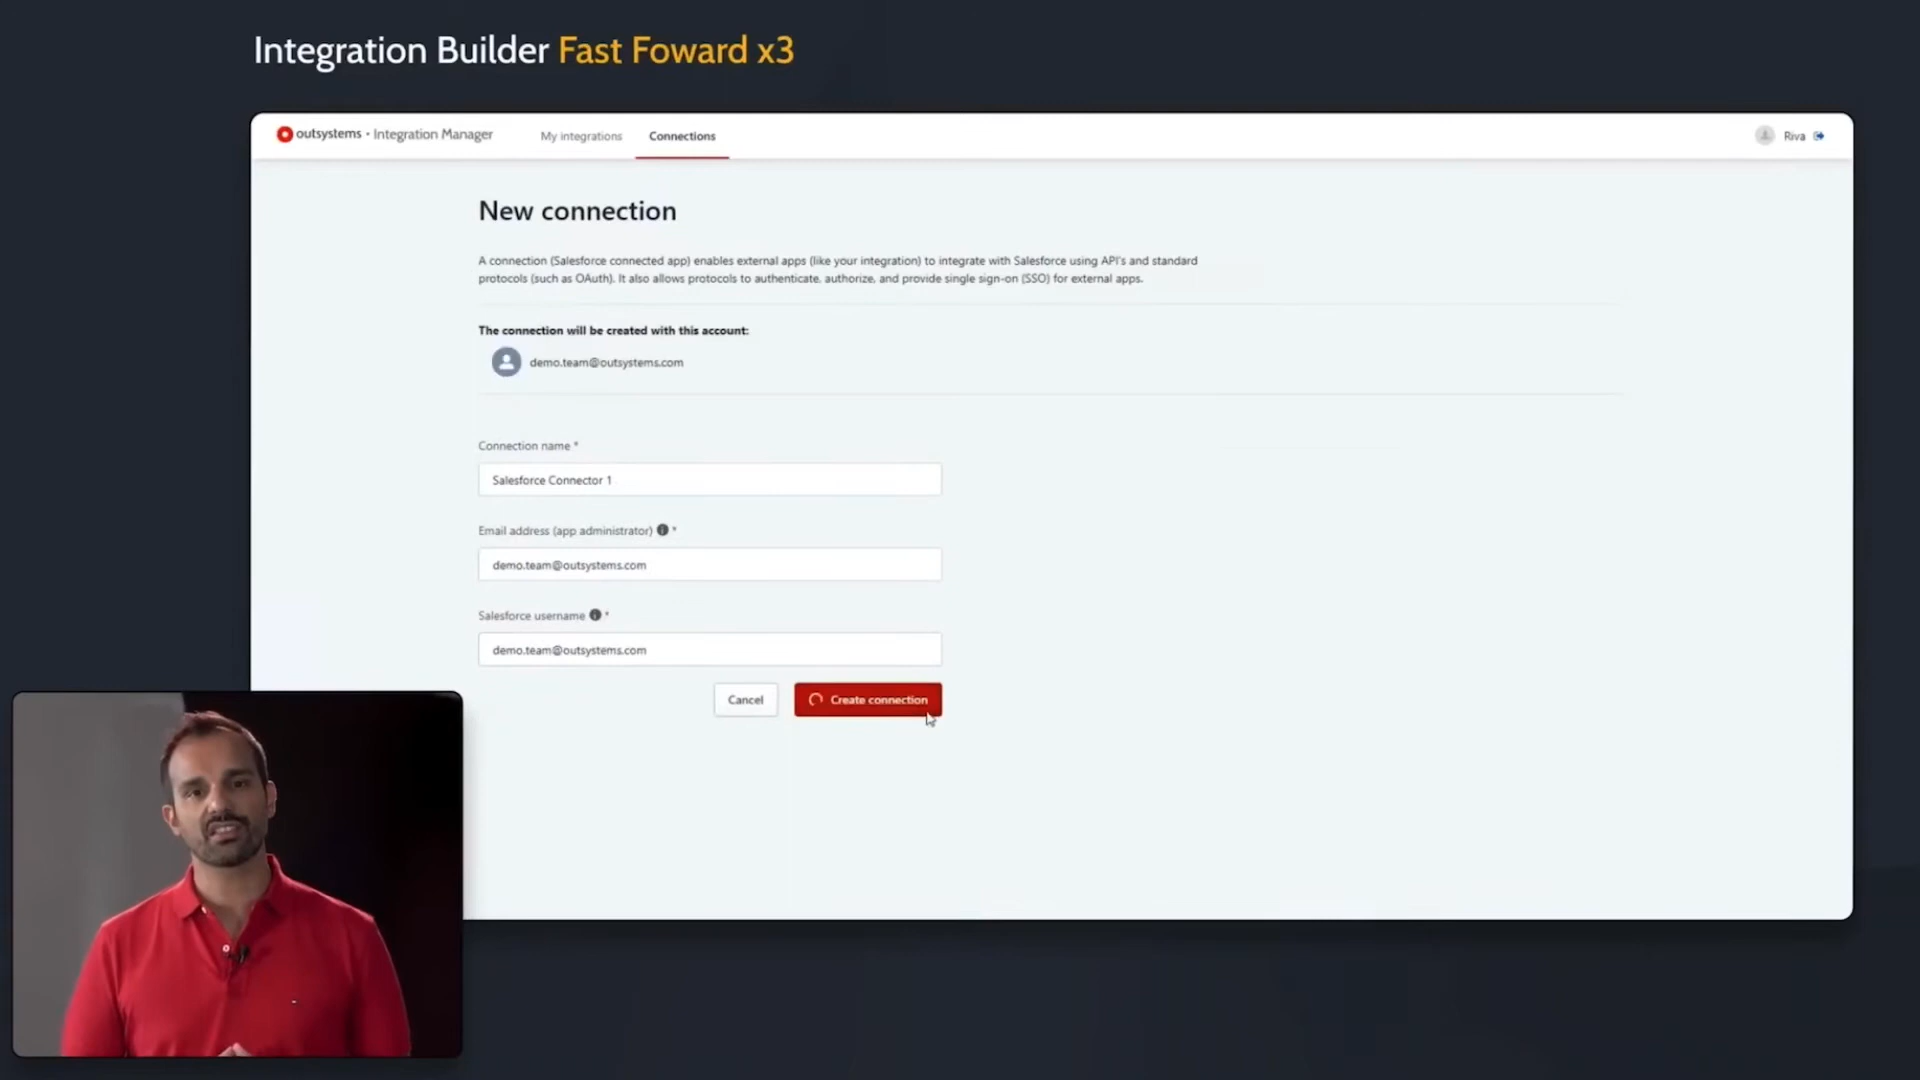 Integration Builder Fast Foward x3
outsystems • Integration Manager
My integrations
Connections
Riva
New connection
A connection (Salesforce connected app) enables external apps (like your integration) to integrate with Salesforce using API's and standard
protocols (such as OAuth). It also allows protocols to authenticate, authorize, and provide single sign-on (SSO) for external apps.
The connection will be created with this account:
demo.team@outsystems.com
Connection name *
Salesforce Connector 1
Email address (app administrator) *
demo.team@outsystems.com
Salesforce username *
demo.team@outsystems.com
Cancel
Create connection